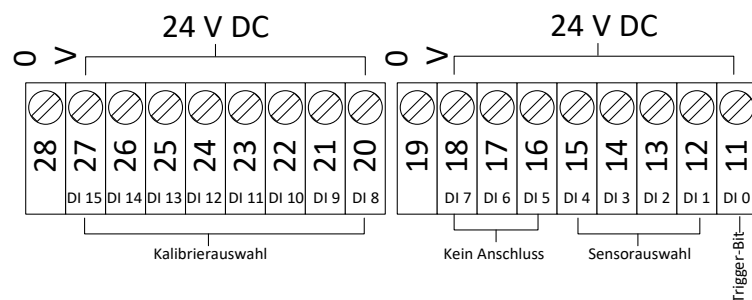 24 V DC
24 V DC
0 V
0 V
28 27 26 25 24 23 22 21 20
19 18 17 16 15 14 13 12 11
DI 15 DI 14 DI 13 DI 12 DI 11 DI 10 DI 9 DI 8
DI 7 DI 6 DI 5 DI 4 DI 3 DI 2 DI 1 DI 0
Kalibrierauswahl
Kein Anschluss
Sensorauswahl
Trigger-Bit